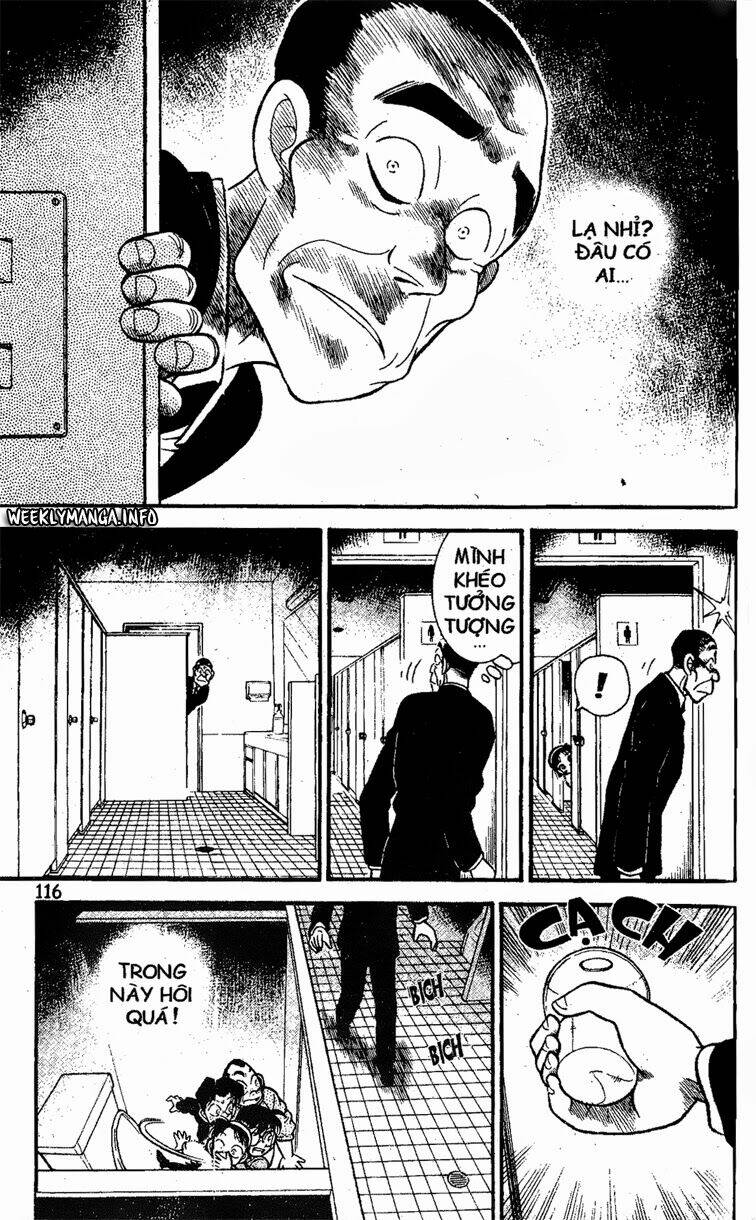 LẠ NHỈ?
ĐÂU CÓ
AI...
WEEKLYMANGA.INFO
MÌNH
KHÉO
TƯỞNG
TƯỢNG
...
!
116
TRONG
NÀY HÔI
QUÁ!
BỊCH
BỊCH
CẠCH